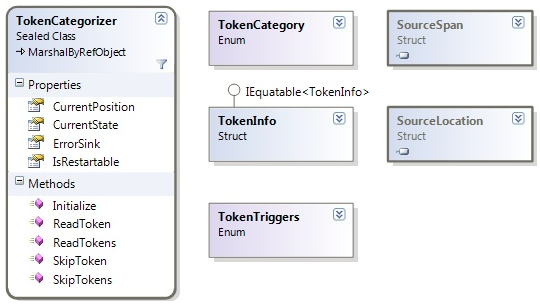 TokenCategorizer
Sealed Class
MarshalByRefObject
Properties
CurrentPosition
CurrentState
ErrorSink
IsRestartable
Methods
Initialize
ReadToken
ReadTokens
SkipToken
SkipTokens
TokenCategory
Enum
IEquatable<TokenInfo>
TokenInfo
Struct
TokenTriggers
Enum
SourceSpan
Struct
SourceLocation
Struct